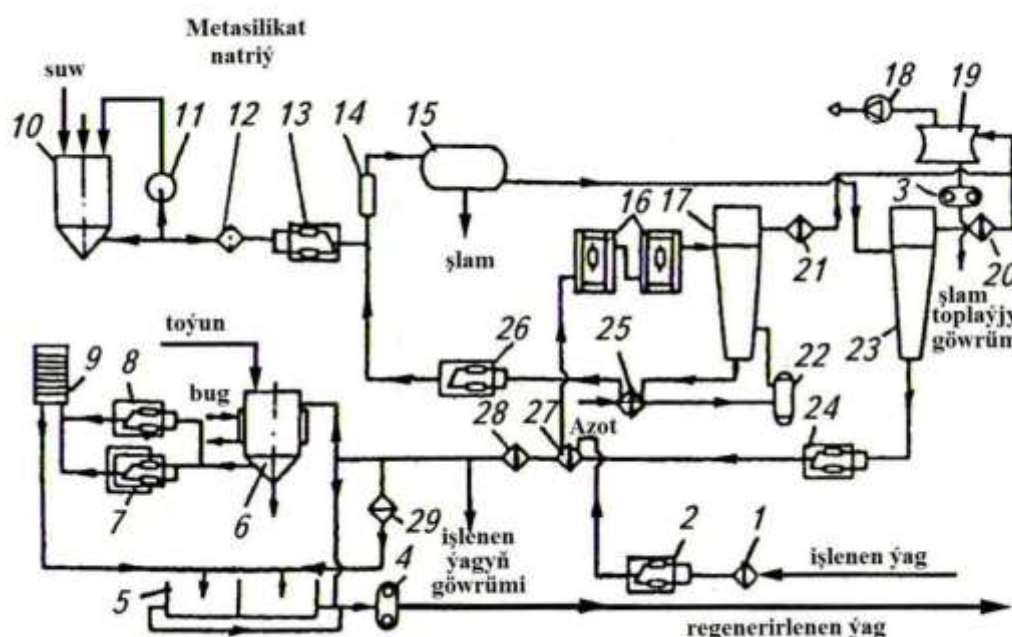 Metasilikat
natriý
suw
10
11
12
13
14
15
18
19
3
16
17
şlam
21
20
şlam
toplaýjy
göwrüm
23
toýun
26
25
22
9
8
bug
28
27
Azot
24
7
6
29
işlenen
ýagyň
göwrümi
4
2
1
işlenen ýag
5
regenerirlenen ýag